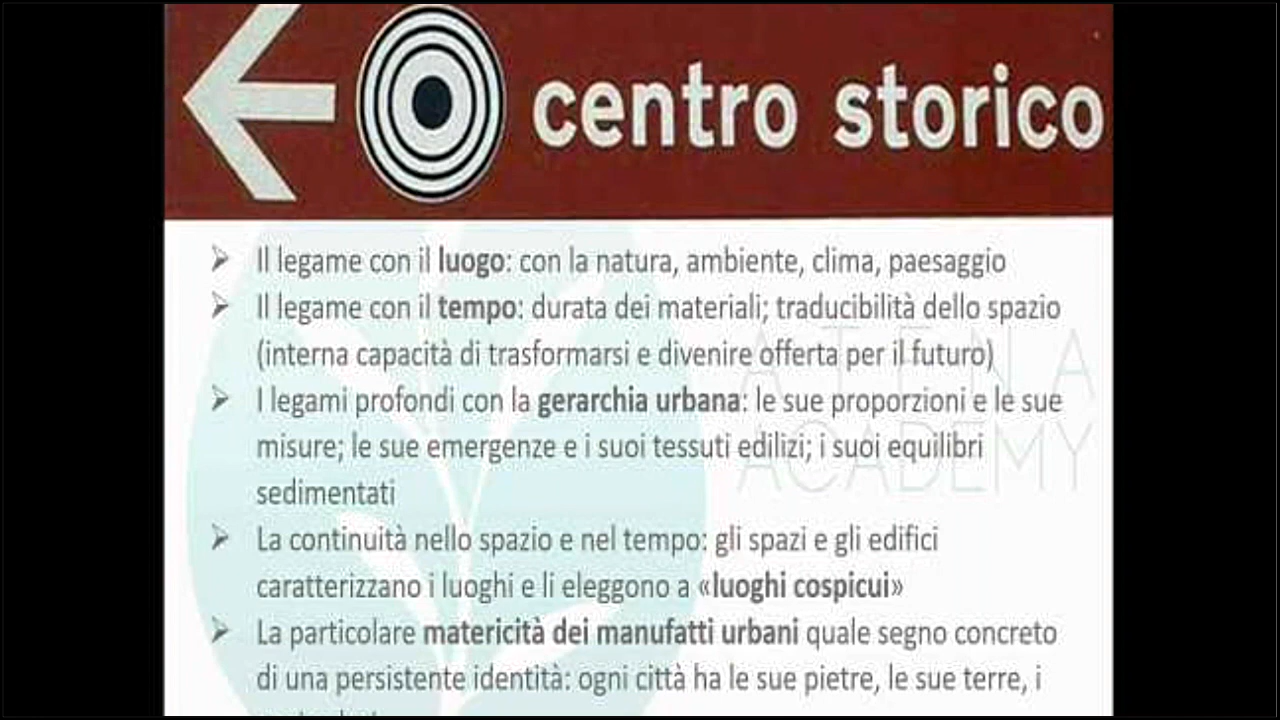 centro storico
➢ Il legame con il luogo: con la natura, ambiente, clima, paesaggio
➢ Il legame con il tempo: durata dei materiali; traducibilità dello spazio
(interna capacità di trasformarsi e divenire offerta per il futuro)
➢ I legami profondi con la gerarchia urbana: le sue proporzioni e le sue
misure; le sue emergenze e i suoi tessuti edilizi; i suoi equilibri
sedimentati
➢ La continuità nello spazio e nel tempo: gli spazi e gli edifici
caratterizzano i luoghi e li eleggono a «luoghi cospicui»
➢ La particolare matericità dei manufatti urbani quale segno concreto
di una persistente identità: ogni città ha le sue pietre, le sue terre, i
ATENA
ACADEMY